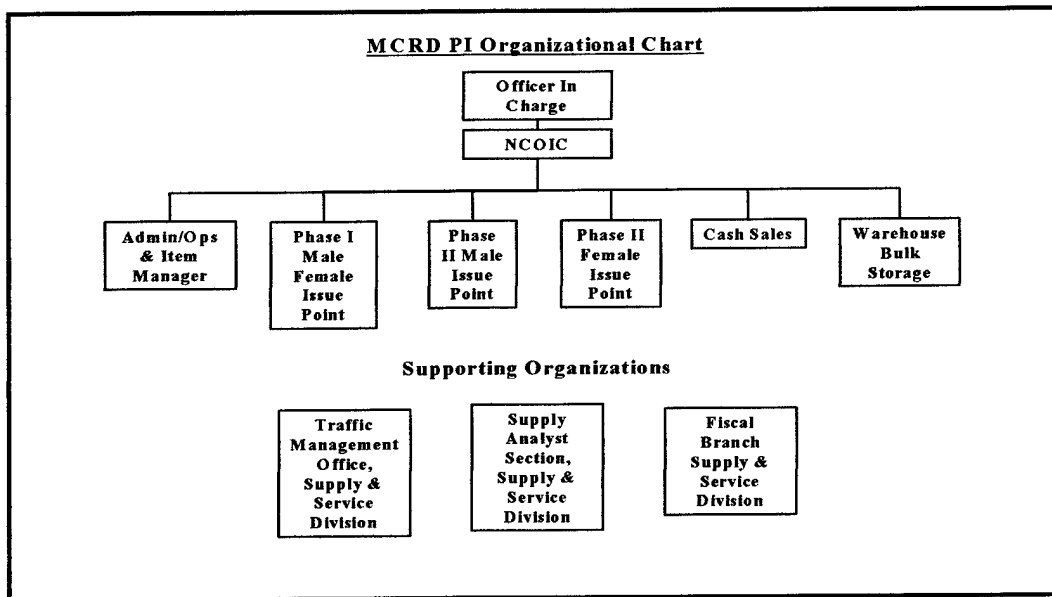 MCRD PI Organizational Chart
Officer In
Charge
NCOIC
Admin/Ops
& Item
Manager
Phase I
Male
Female
Issue
Point
Phase
II Male
Issue
Point
Phase II
Female
Issue
Point
Cash Sales
Warehouse
Bulk
Storage
Supporting Organizations
Traffic
Management
Office,
Supply &
Service
Division
Supply
Analyst
Section,
Supply &
Service
Division
Fiscal
Branch
Supply &
Service
Division